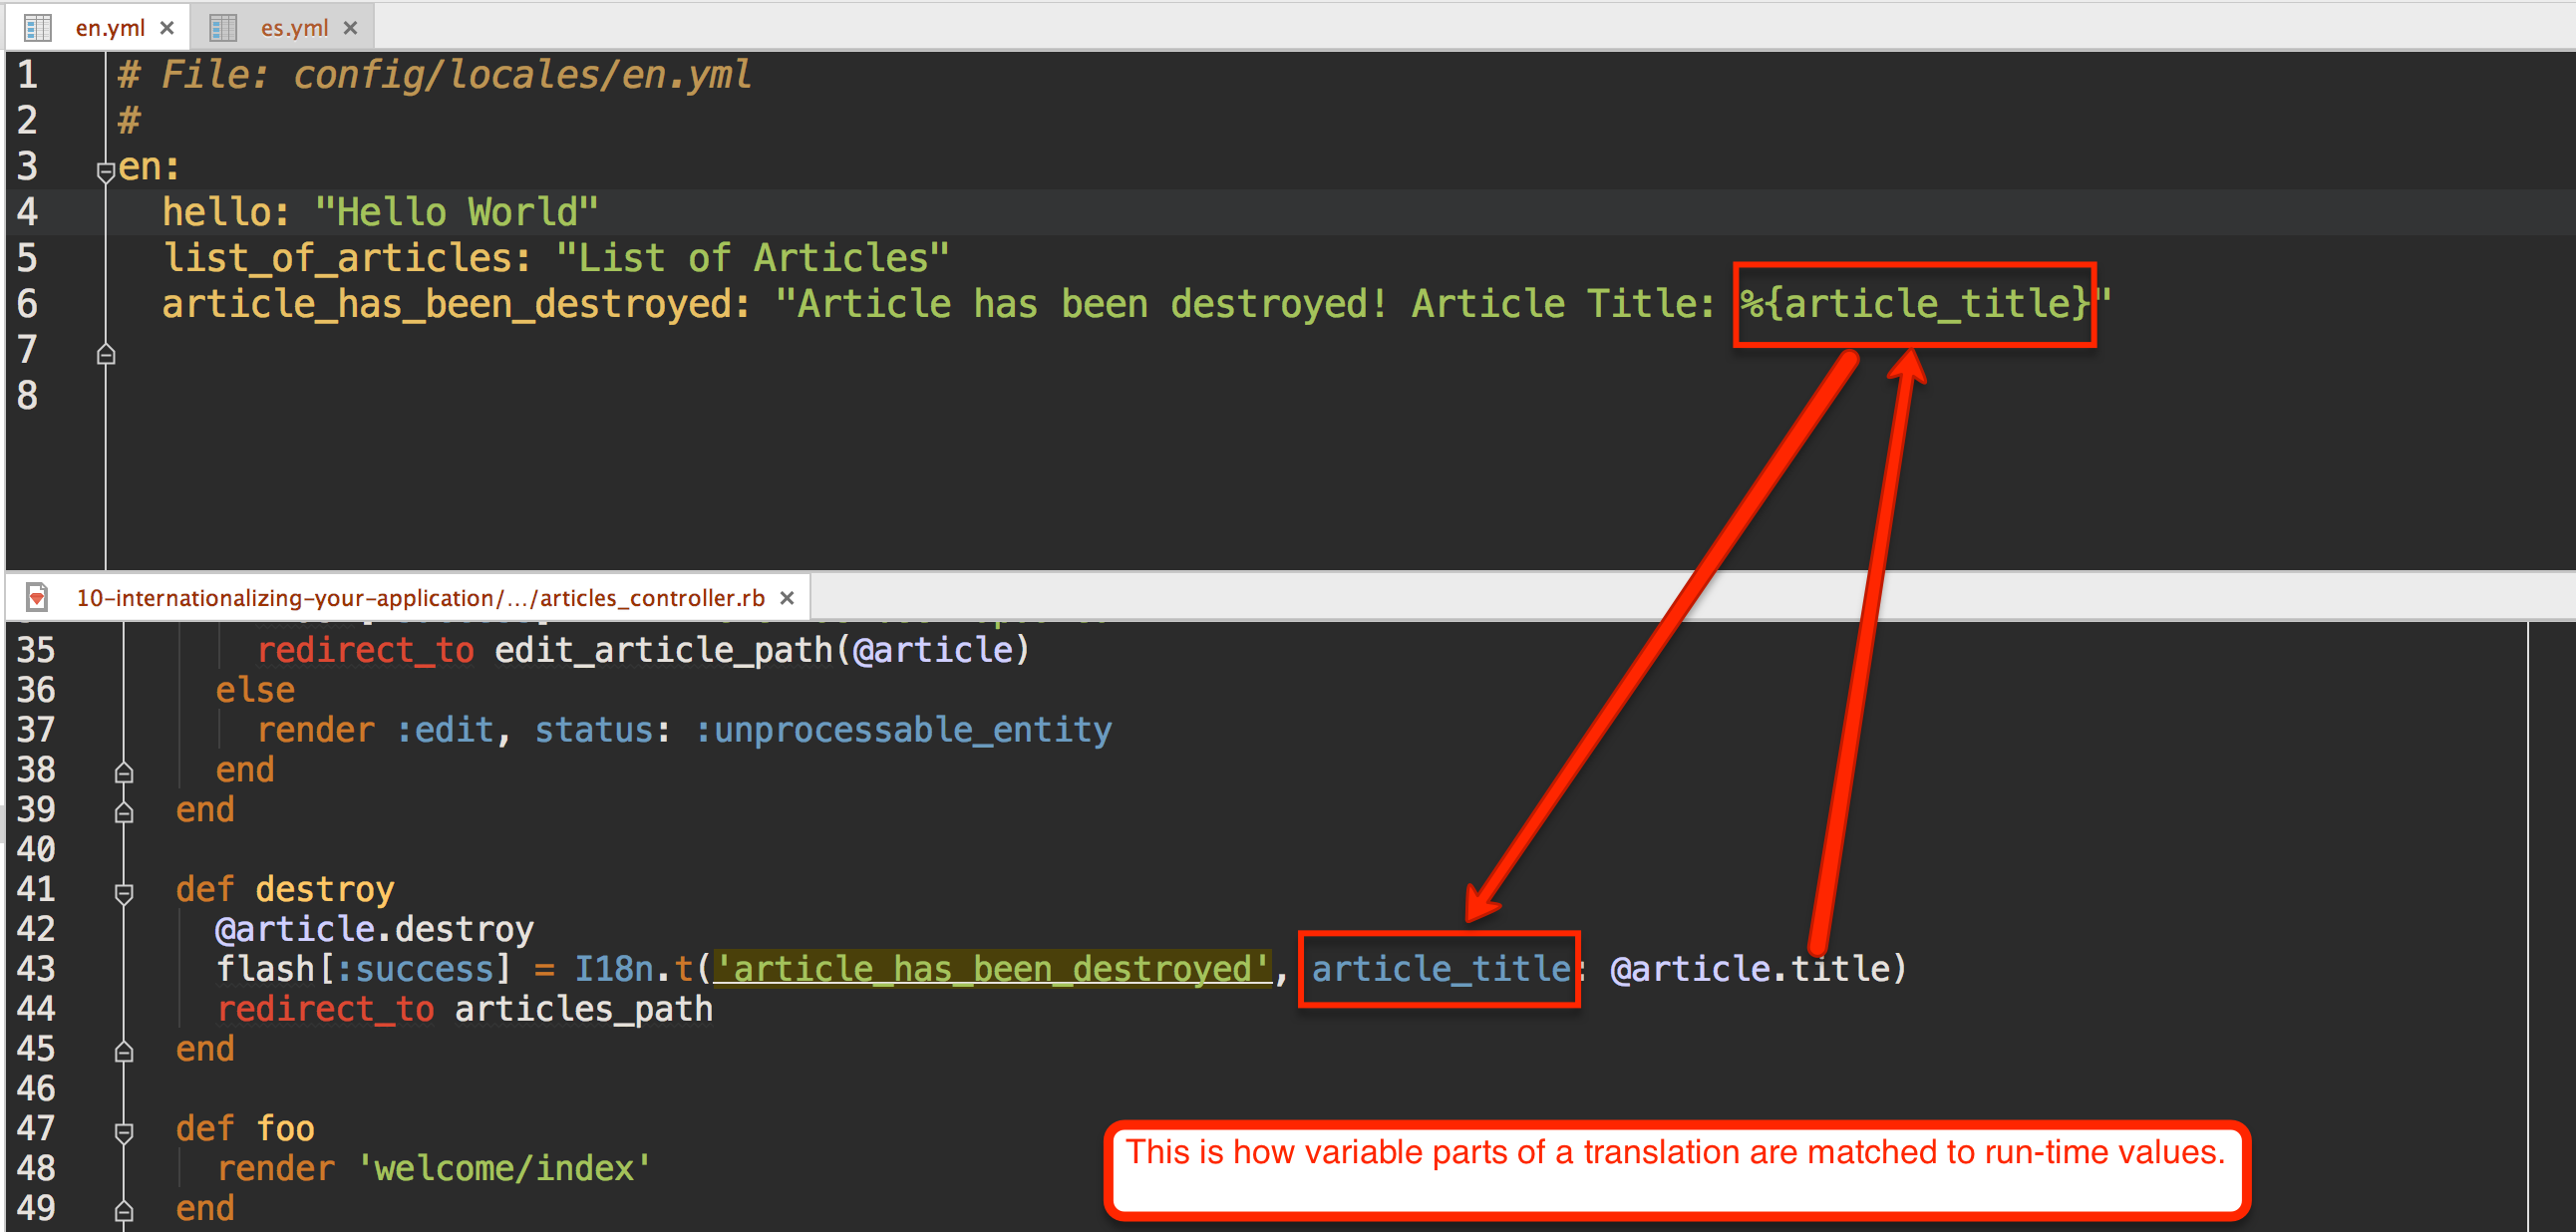 en.yml ×
es.yml ×
1 # File: config/locales/en.yml
2 #
3 en:
4 hello: "Hello World"
5 list_of_articles: "List of Articles"
6 article_has_been_destroyed: "Article has been destroyed! Article Title: %{article_title}"
7
8
10-internationalizing-your-application/.../articles_controller.rb ×
35 redirect_to edit_article_path(@article)
36 else
37 render :edit, status: :unprocessable_entity
38 end
39 end
40
41 def destroy
42 @article.destroy
43 flash[:success] = I18n.t('article_has_been_destroyed', article_title: @article.title)
44 redirect_to articles_path
45 end
46
47 def foo
48 render 'welcome/index'
49 end
This is how variable parts of a translation are matched to run-time values.